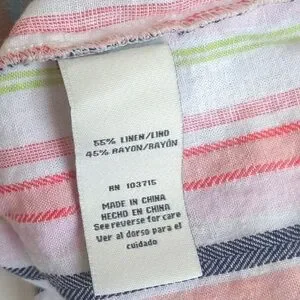 55% LINEN/LINO
45% RAYON/RAYÓN
RN 103715
MADE IN CHINA
HECHO EN CHINA
See reverse for care
Ver al dorso para el
cuidado